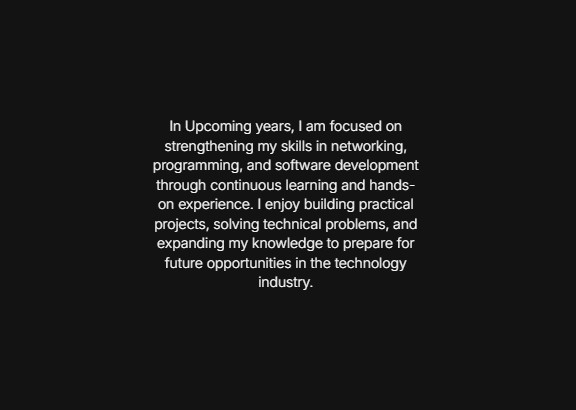 In Upcoming years, I am focused on
strengthening my skills in networking,
programming, and software development
through continuous learning and hands-
on experience. I enjoy building practical
projects, solving technical problems, and
expanding my knowledge to prepare for
future opportunities in the technology
industry.